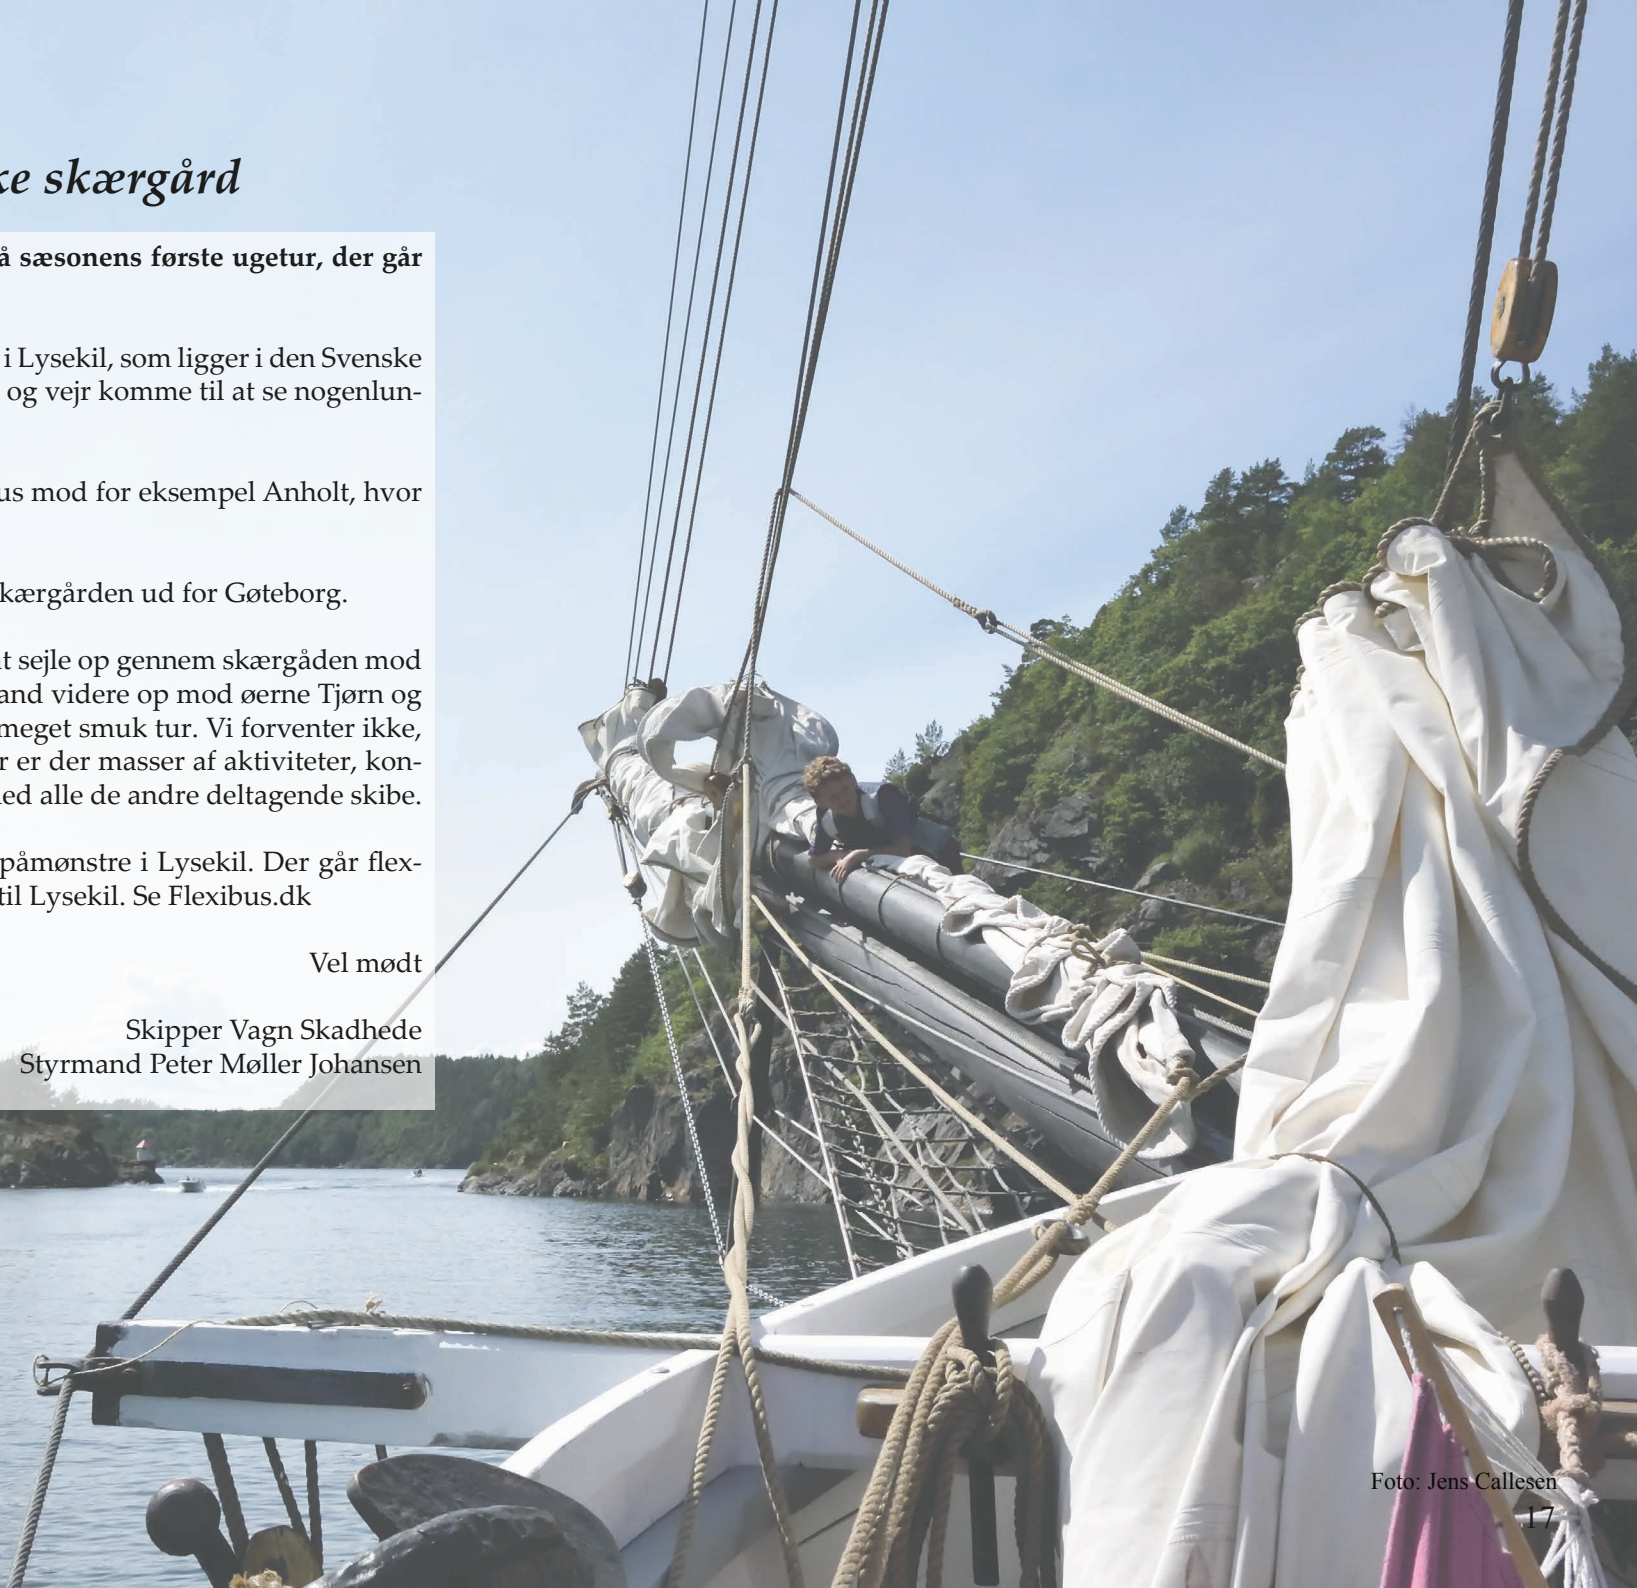 ke skærgård
å sæsonens første ugetur, der går
i Lysekil, som ligger i den Svenske
og vejr komme til at se nogenlun-
us mod for eksempel Anholt, hvor
kærgården ud for Gøteborg.
at sejle op gennem skærgåden mod
and videre op mod øerne Tjørn og
meget smuk tur. Vi forventer ikke,
r er der masser af aktiviteter, kon-
ned alle de andre deltagende skibe.
påmønstre i Lysekil. Der går flex-
til Lysekil. Se Flexibus.dk
Vel mødt
Skipper Vagn Skadhede
Styrmand Peter Møller Johansen
Foto: Jens Callesen
17